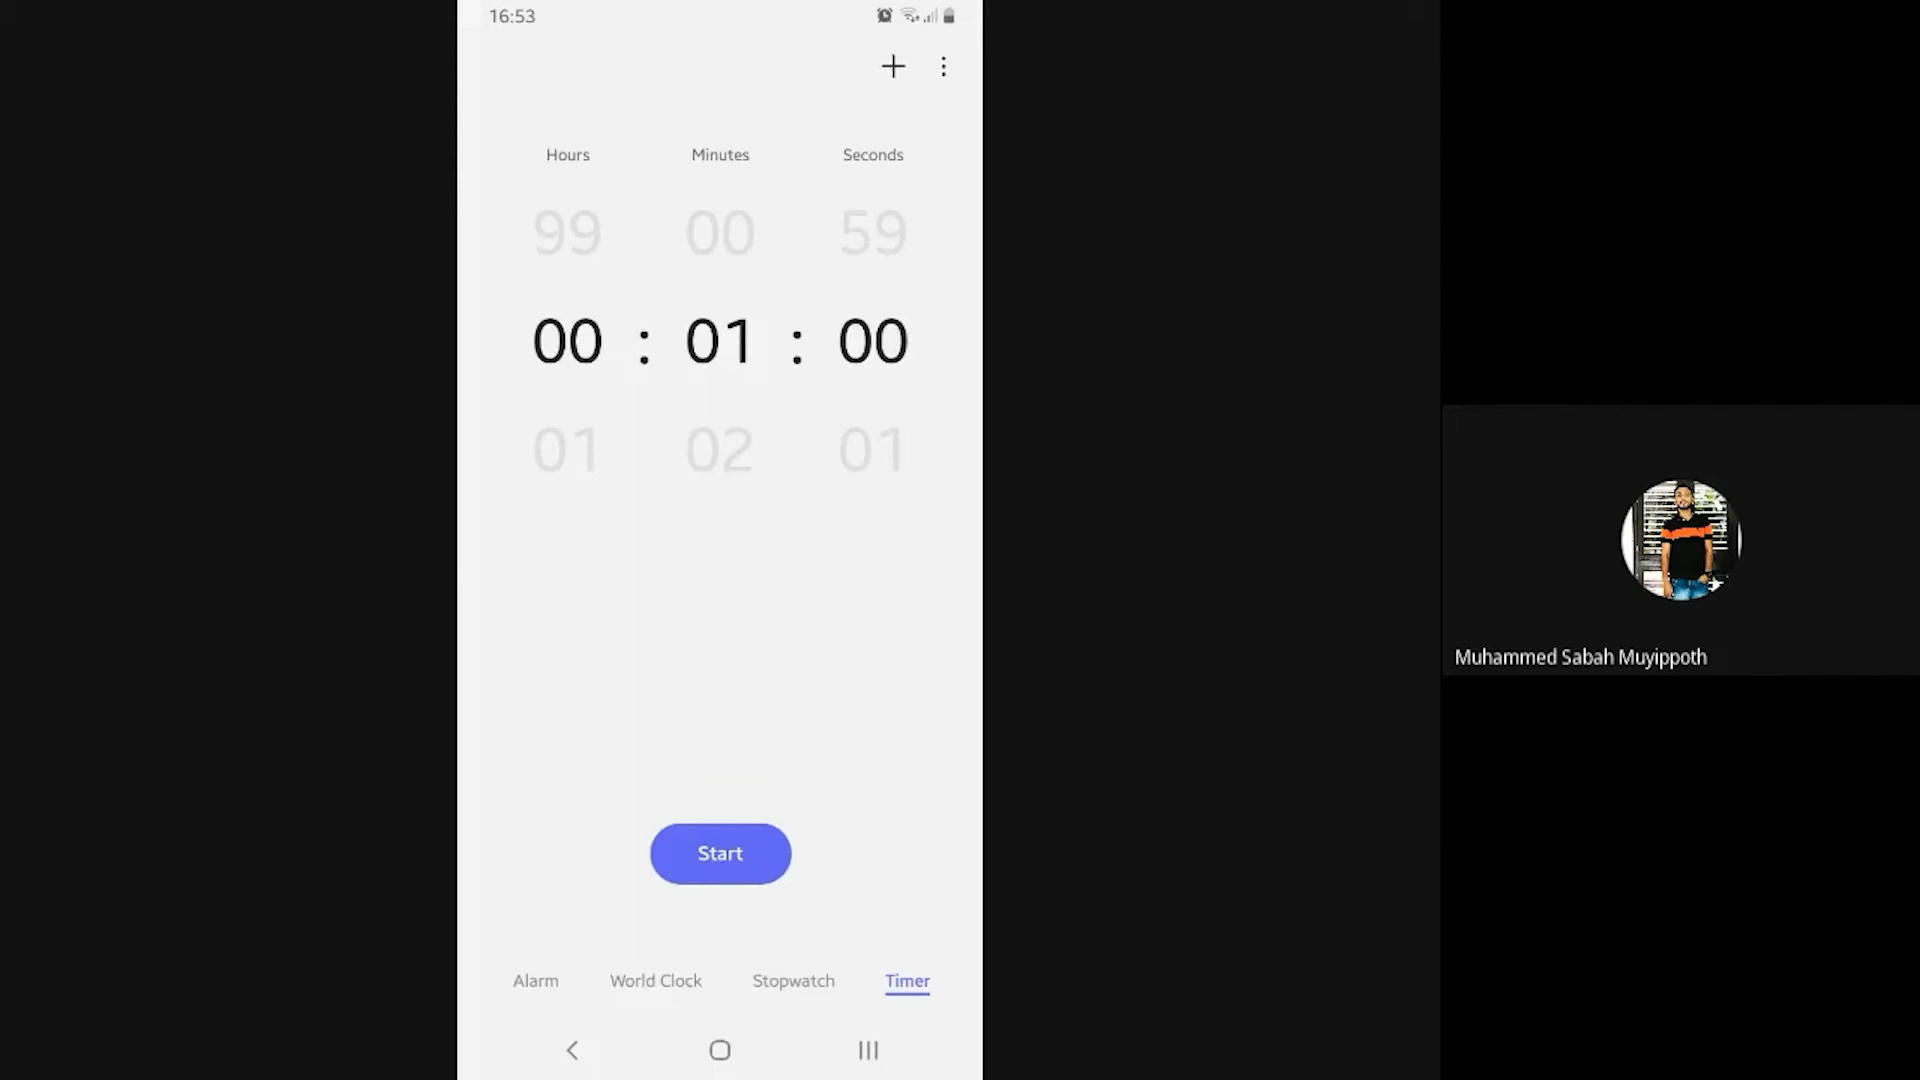 16:53
Hours Minutes Seconds
99 00 59
00 : 01 : 00
01 02 01
Start
Alarm World Clock Stopwatch Timer
Muhammed Sabah Muyippoth